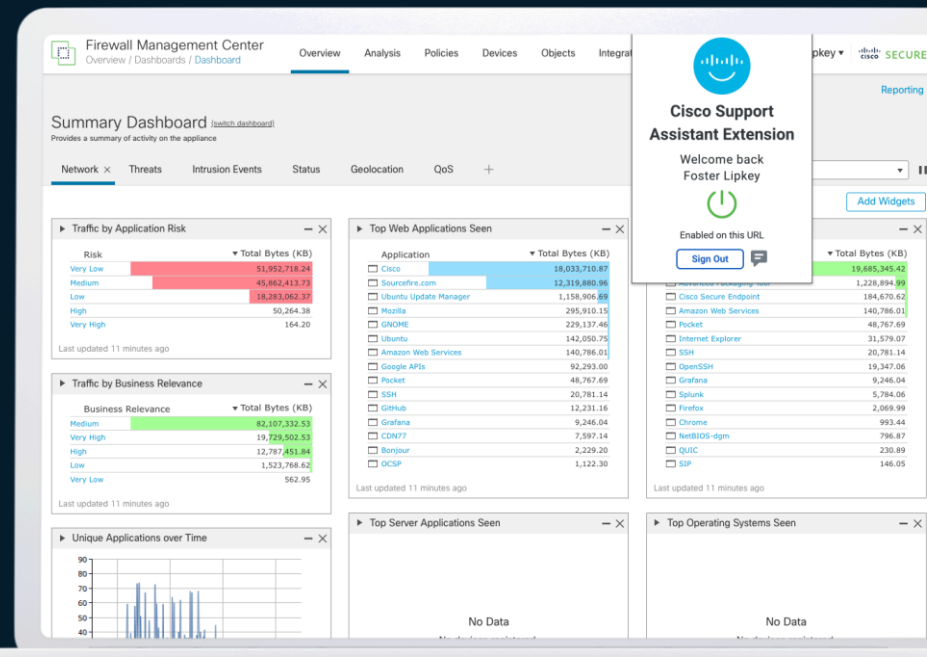 Firewall Management Center
Overview / Dashboards / Dashboard
Overview
Analysis
Policies
Devices
Objects
Integrat
pkey
cisco SECURE
Reporting
Summary Dashboard (switch dashboard)
Provides a summary of activity on the appliance
Network ×
Threats
Intrusion Events
Status
Geolocation
QoS
+
Cisco Support
Assistant Extension
Welcome back
Foster Lipkey
Enabled on this URL
Sign Out
Add Widgets
Traffic by Application Risk
Risk Total Bytes (KB)
Very Low 51,952,718.24
Medium 45,862,413.73
Low 18,283,062.37
High 50,264.38
Very High 164.20
Last updated 11 minutes ago
Traffic by Business Relevance
Business Relevance Total Bytes (KB)
Medium 82,107,332.53
Very High 19,729,502.53
High 12,787,451.84
Low 1,523,768.62
Very Low 562.95
Last updated 11 minutes ago
Unique Applications over Time
90
80
70
60
50
40
Top Web Applications Seen
Application Total Bytes (KB)
Cisco 18,033,710.87
Sourcefire.com 12,319,880.96
Ubuntu Update Manager 1,158,906.69
Mozilla 295,910.15
GNOME 229,137.46
Ubuntu 142,050.75
Amazon Web Services 140,786.01
Google APIs 92,293.00
Pocket 48,767.69
SSH 20,781.14
GitHub 12,231.16
Grafana 9,246.04
CDN77 7,597.14
Bonjour 2,229.20
OCSP 1,122.30
Last updated 11 minutes ago
Total Bytes (KB)
19,685,345.42
Advanced Packaging Tool 1,228,894.99
Cisco Secure Endpoint 184,670.62
Amazon Web Services 140,786.01
Pocket 48,767.69
Internet Explorer 31,579.07
SSH 20,781.14
OpenSSH 19,347.06
Grafana 9,246.04
Splunk 5,784.06
Firefox 2,069.99
Chrome 993.44
NetBIOS-dgm 796.87
QUIC 230.89
SIP 146.05
Last updated 11 minutes ago
Top Server Applications Seen
No Data
No devices registered
Top Operating Systems Seen
No Data
No devices registered